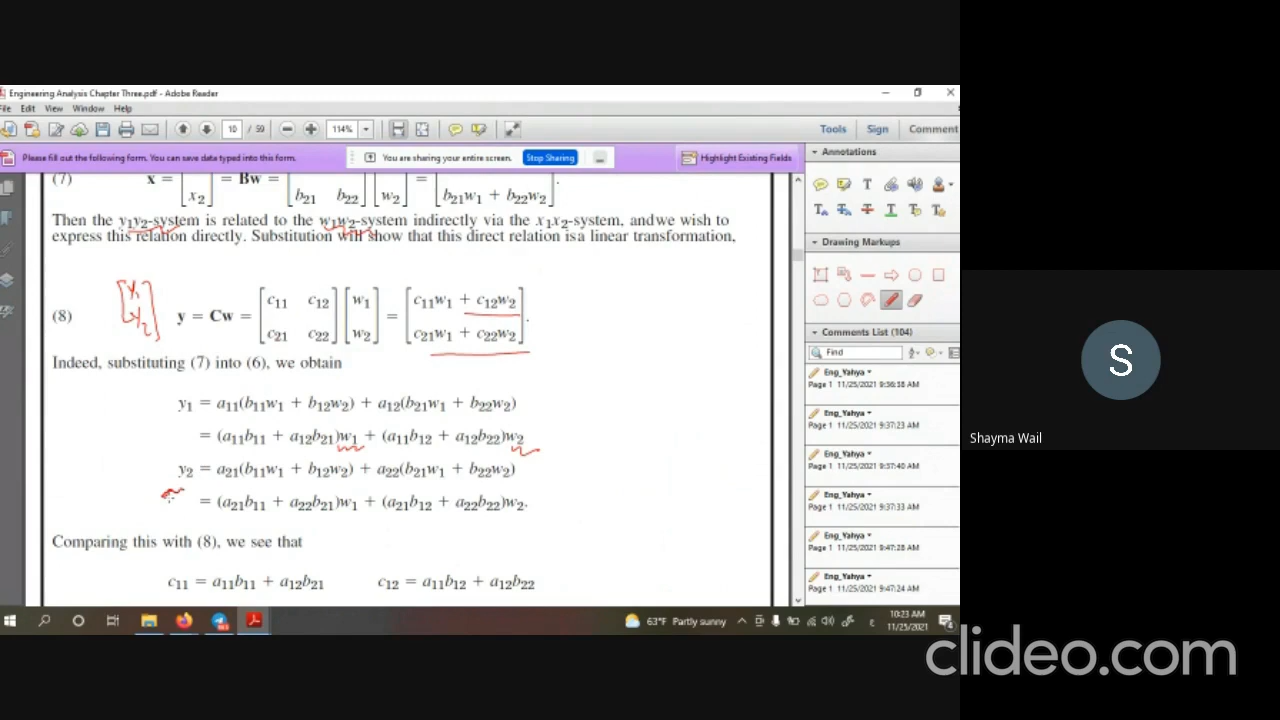 Engineering Analysis Chapter Three.pdf - Adobe Reader
File Edit View Window Help
10 / 59 114% Tools Sign Comment
Please fill out the following form. You can save data typed into this form.
You are sharing your entire screen. Stop Sharing
Highlight Existing Fields
(7) x = [ x2 ] = Bw = [ b21 b22 ] [ w2 ] = [ b21w1 + b22w2 ].
Then the y1y2-system is related to the w1w2-system indirectly via the x1x2-system, and we wish to
express this relation directly. Substitution will show that this direct relation is a linear transformation,
[ y1 y2 ]
(8) y = Cw = [ c11 c12 c21 c22 ] [ w1 w2 ] = [ c11w1 + c12w2 c21w1 + c22w2 ].
Indeed, substituting (7) into (6), we obtain
y1 = a11(b11w1 + b12w2) + a12(b21w1 + b22w2)
= (a11b11 + a12b21)w1 + (a11b12 + a12b22)w2
y2 = a21(b11w1 + b12w2) + a22(b21w1 + b22w2)
= (a21b11 + a22b21)w1 + (a21b12 + a22b22)w2.
Comparing this with (8), we see that
c11 = a11b11 + a12b21 c12 = a11b12 + a12b22
Annotations
Drawing Markups
Comments List (104)
Find
Eng_Yahya
Page 1 11/25/2021 9:36:38 AM
Eng_Yahya
Page 1 11/25/2021 9:37:23 AM
Eng_Yahya
Page 1 11/25/2021 9:37:40 AM
Eng_Yahya
Page 1 11/25/2021 9:37:33 AM
Eng_Yahya
Page 1 11/25/2021 9:47:28 AM
Eng_Yahya
Page 1 11/25/2021 9:47:24 AM
63°F Partly sunny
10:23 AM
11/25/2021
S
Shayma Wail
clideo.com